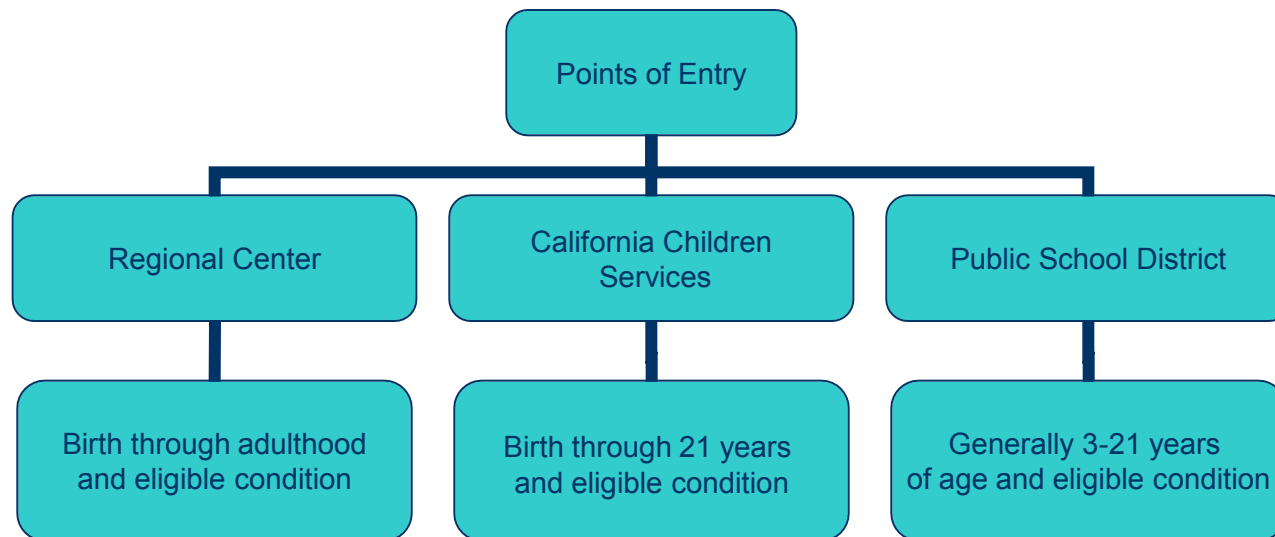 Points of Entry
Regional Center
California Children
Services
Public School District
Birth through adulthood
and eligible condition
Birth through 21 years
and eligible condition
Generally 3-21 years
of age and eligible condition